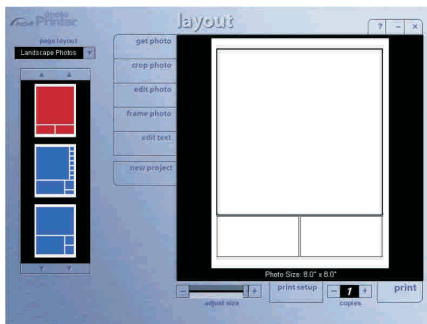 photo
Printer
layout
? – ×
page layout
Landscape Photos
get photo
crop photo
edit photo
frame photo
edit text
new project
Photo Size: 8.0" x 8.0"
– +
adjust size
print setup
– 1 +
copies
print